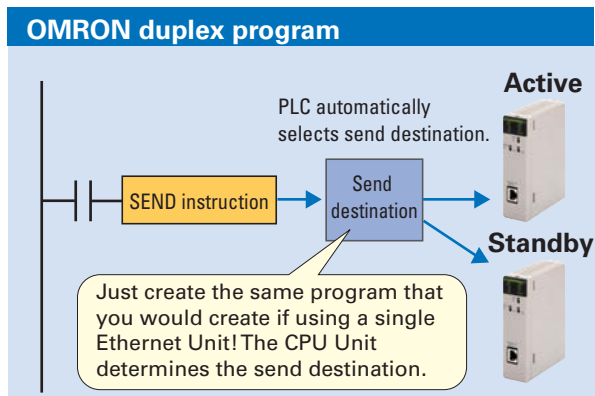 OMRON duplex program
Active
PLC automatically
selects send destination.
SEND instruction
Send
destination
Standby
Just create the same program that
you would create if using a single
Ethernet Unit! The CPU Unit
determines the send destination.